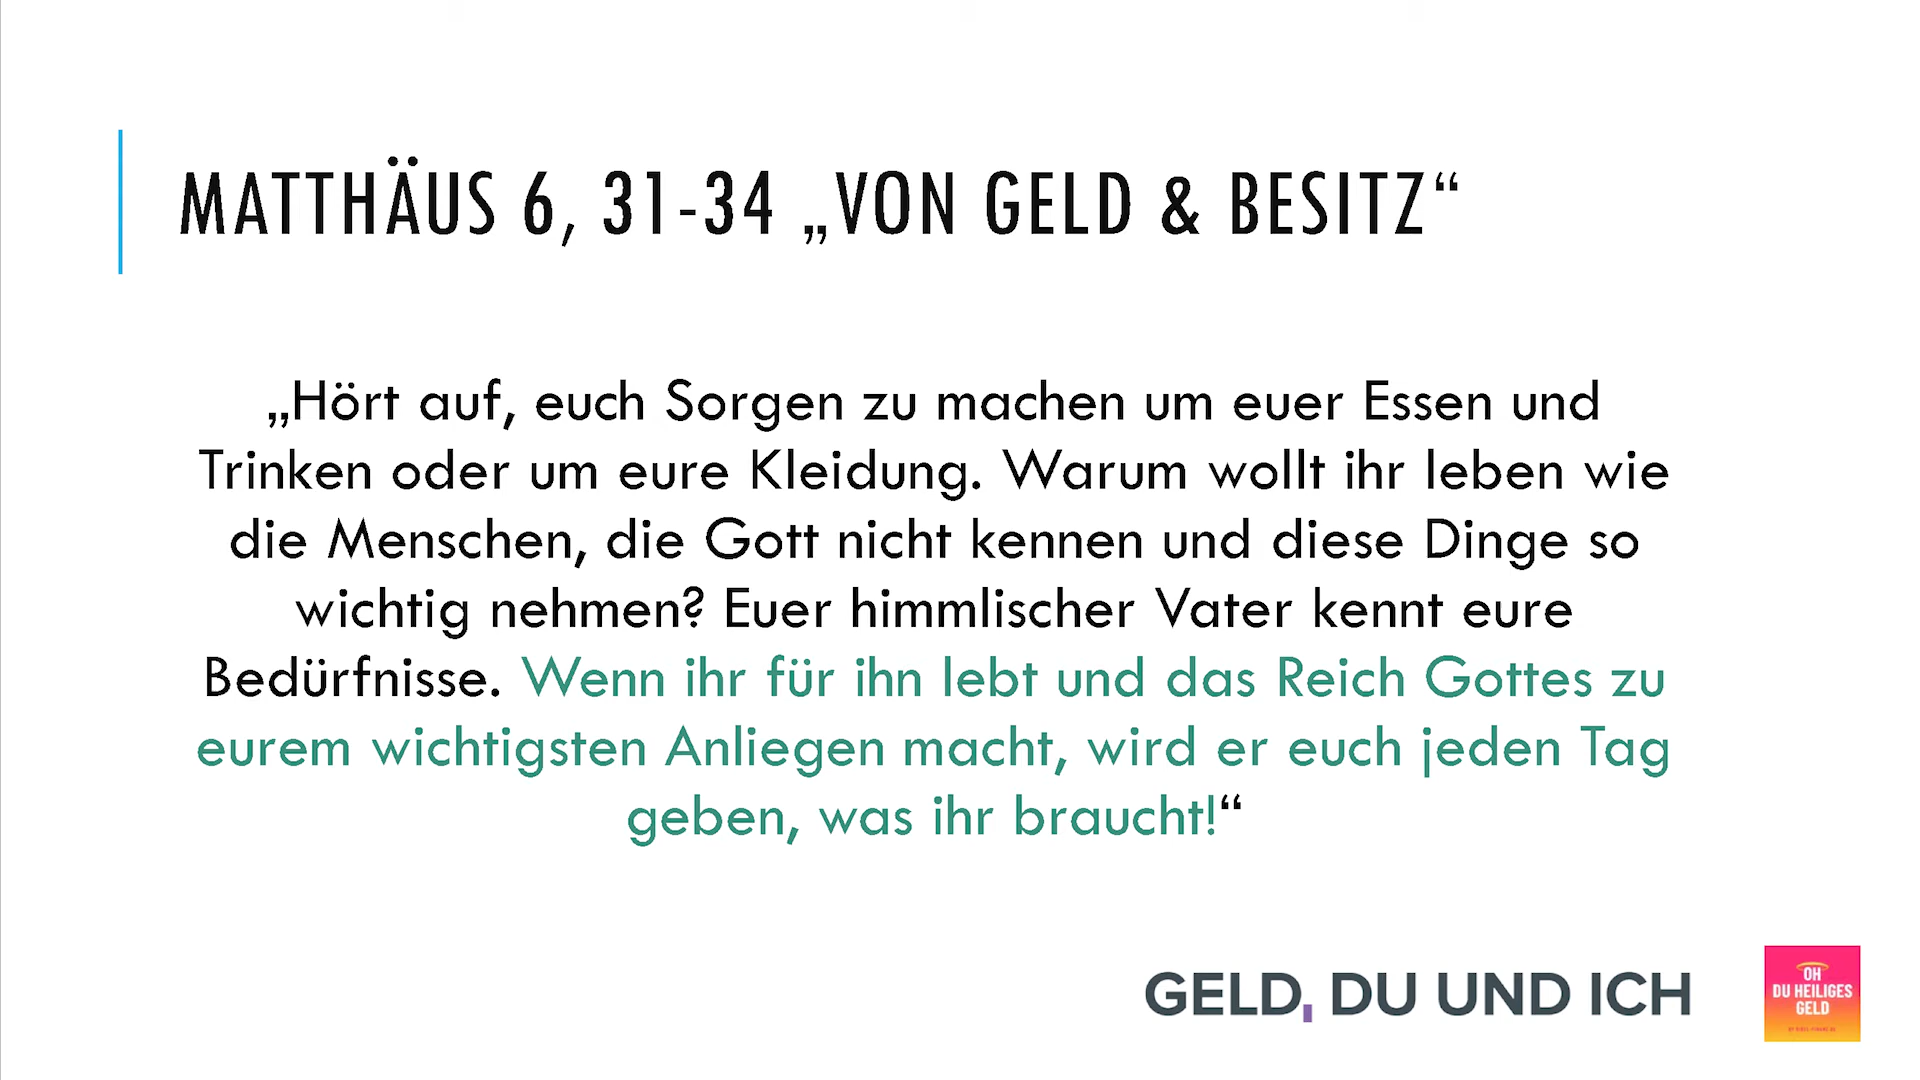 MATTHÄUS 6, 31-34 „VON GELD & BESITZ“
„Hört auf, euch Sorgen zu machen um euer Essen und
Trinken oder um eure Kleidung. Warum wollt ihr leben wie
die Menschen, die Gott nicht kennen und diese Dinge so
wichtig nehmen? Euer himmlischer Vater kennt eure
Bedürfnisse. Wenn ihr für ihn lebt und das Reich Gottes zu
eurem wichtigsten Anliegen macht, wird er euch jeden Tag
geben, was ihr braucht!“
GELD, DU UND ICH
OH
DU HEILIGES
GELD